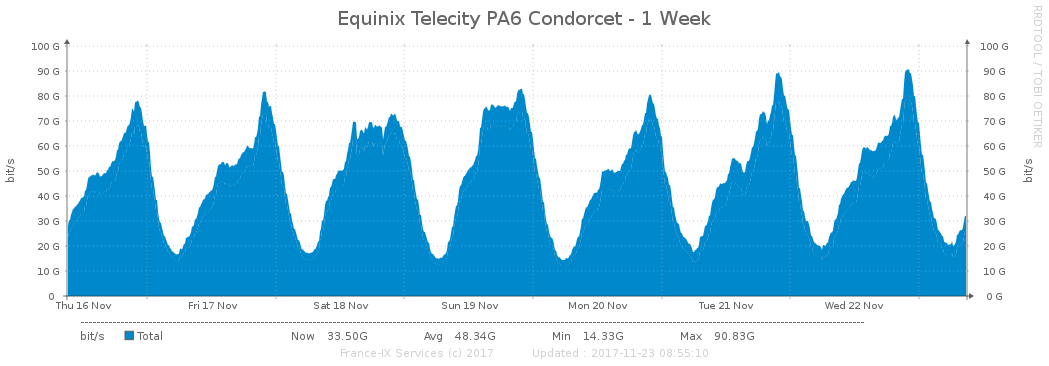 Equinix Telecity PA6 Condorcet - 1 Week
RRDTOOL / TOBI OETIKER
100 G 100 G
90 G 90 G
80 G 80 G
70 G 70 G
60 G 60 G
50 G 50 G
40 G 40 G
30 G 30 G
20 G 20 G
10 G 10 G
0 0 G
bit/s
bit/s
Thu 16 Nov Fri 17 Nov Sat 18 Nov Sun 19 Nov Mon 20 Nov Tue 21 Nov Wed 22 Nov
bit/s Total Now 33.50G Avg 48.34G Min 14.33G Max 90.83G
France-IX Services (c) 2017 Updated : 2017-11-23 08:55:10